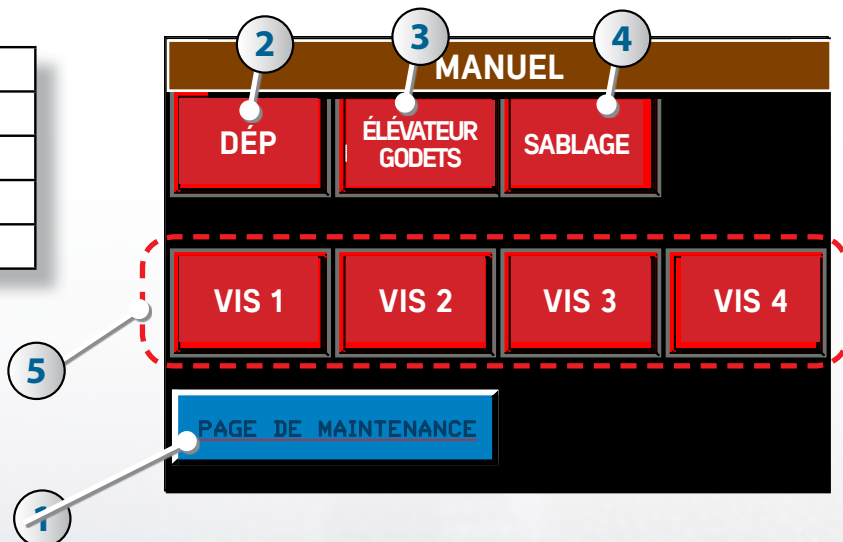 2
3
4
MANUEL
DÉP
ÉLÉVATEUR
GODETS
SABLAGE
VIS 1
VIS 2
VIS 3
VIS 4
5
PAGE DE MAINTENANCE
1